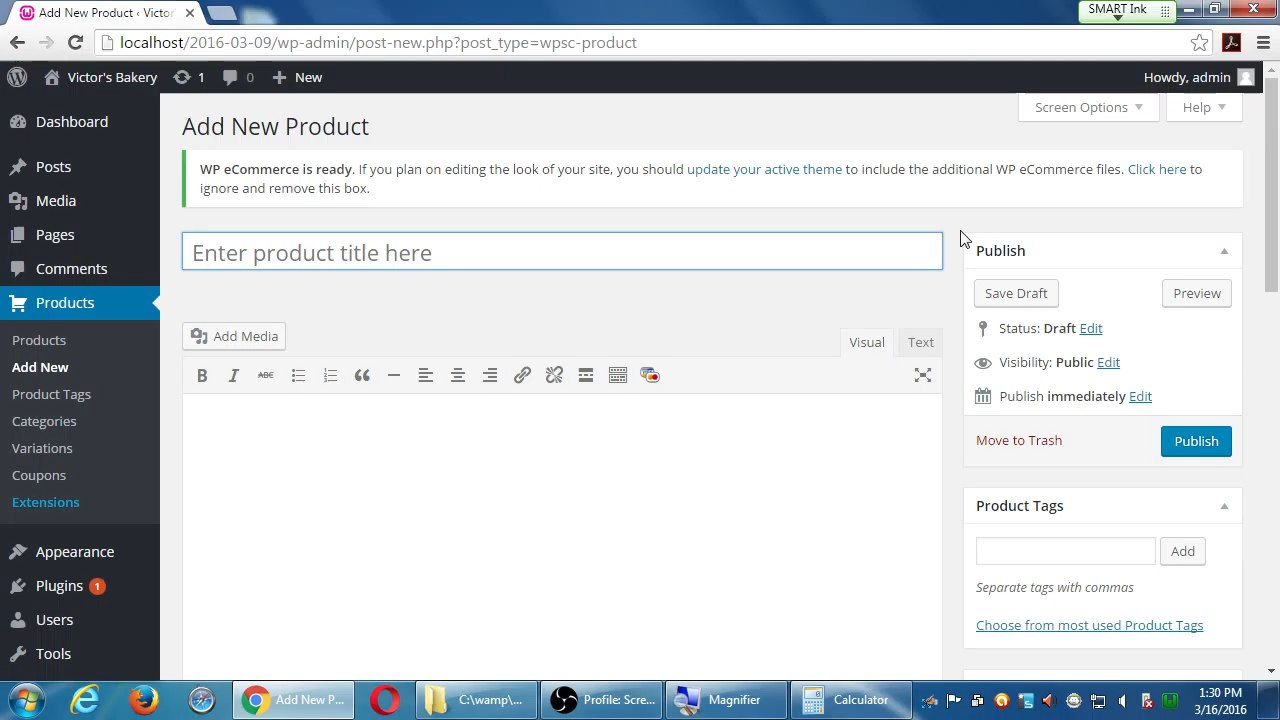 Add New Product ‹ Victor
SMART Ink
localhost/2016-03-09/wp-admin/post-new.php?post_type=wpsc-product
Victor's Bakery 1 0 New Howdy, admin
Screen Options Help
Dashboard
Posts
Media
Pages
Comments
Products
Products
Add New
Product Tags
Categories
Variations
Coupons
Extensions
Appearance
Plugins 1
Users
Tools
Add New Product
WP eCommerce is ready. If you plan on editing the look of your site, you should update your active theme to include the additional WP eCommerce files. Click here to
ignore and remove this box.
Enter product title here
Add Media
Visual Text
B I ABC
Publish
Save Draft Preview
Status: Draft Edit
Visibility: Public Edit
Publish immediately Edit
Move to Trash Publish
Product Tags
Add
Separate tags with commas
Choose from most used Product Tags
Add New P... C:\wamp\... Profile: Scre... Magnifier Calculator
1:30 PM
3/16/2016